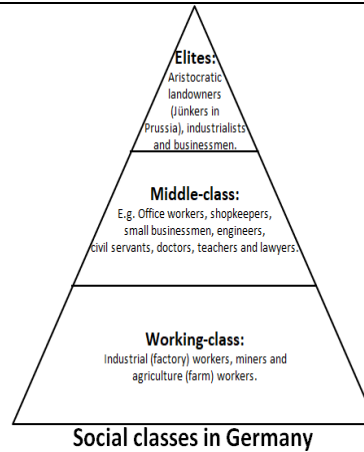 Elites:
Aristocratic
landowners
(Jünkers in
Prussia), industrialists
and businessmen.
Middle-class:
E.g. Office workers, shopkeepers,
small businessmen, engineers,
civil servants, doctors, teachers and lawyers.
Working-class:
Industrial (factory) workers, miners and
agriculture (farm) workers.
Social classes in Germany